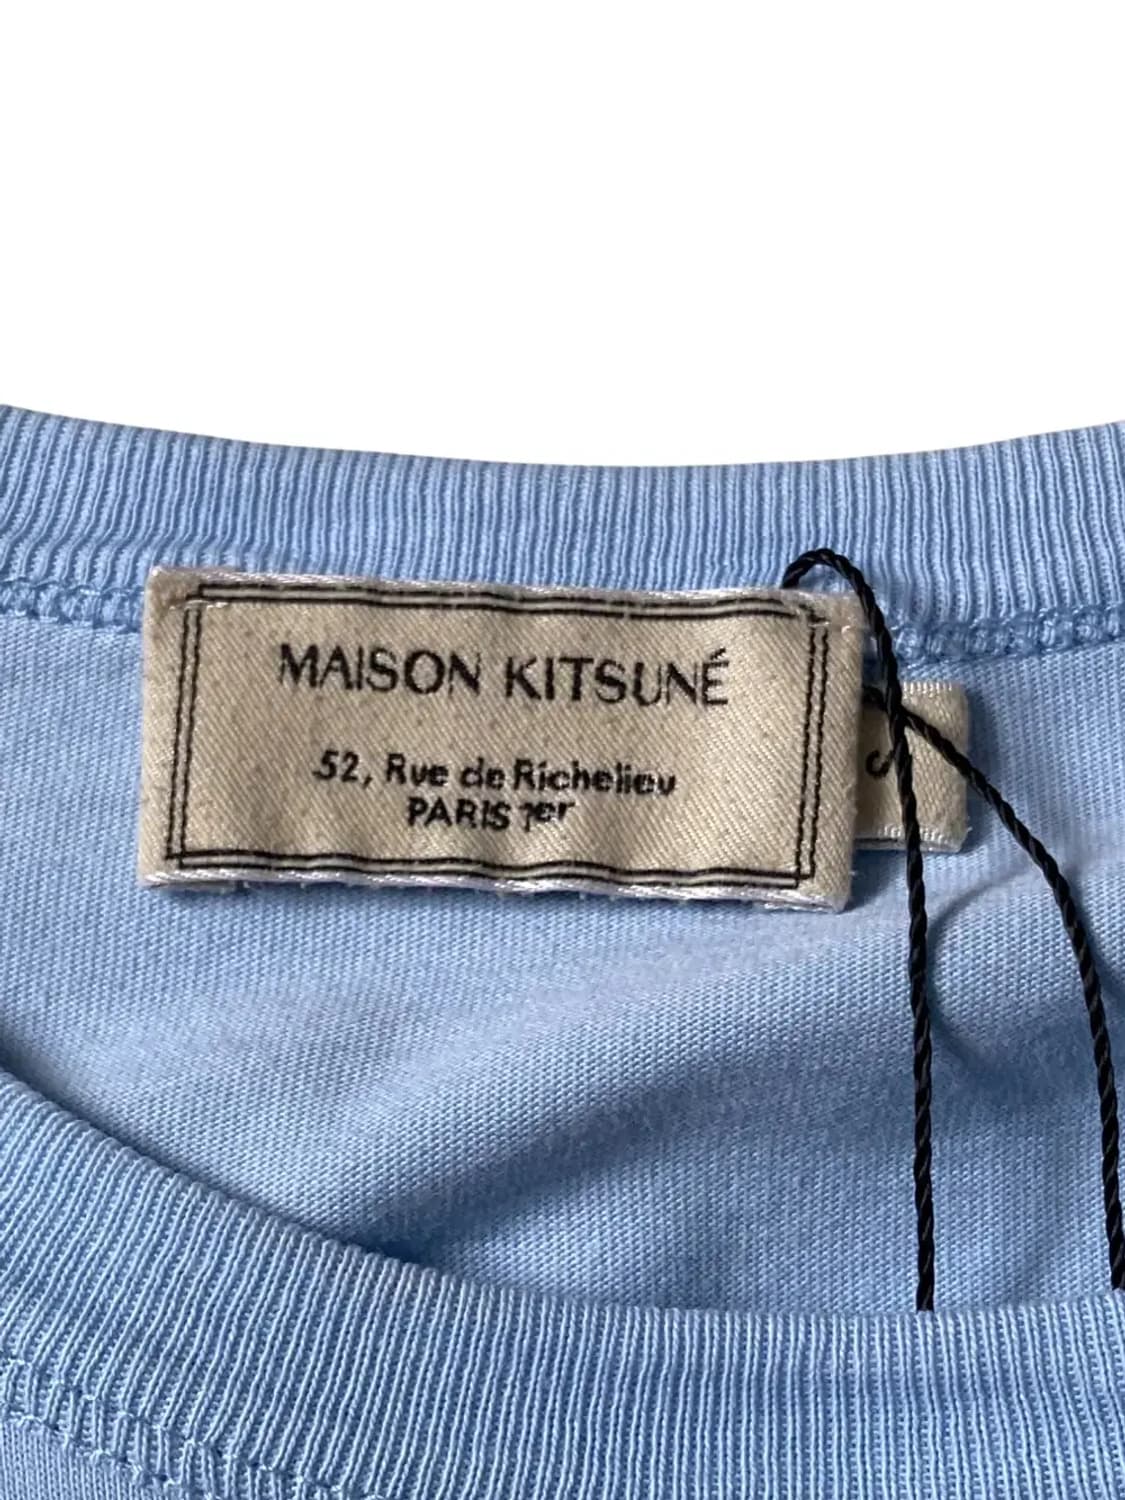 MAISON KITSUNÉ
52, Rue de Richelieu
PARIS 1er
S